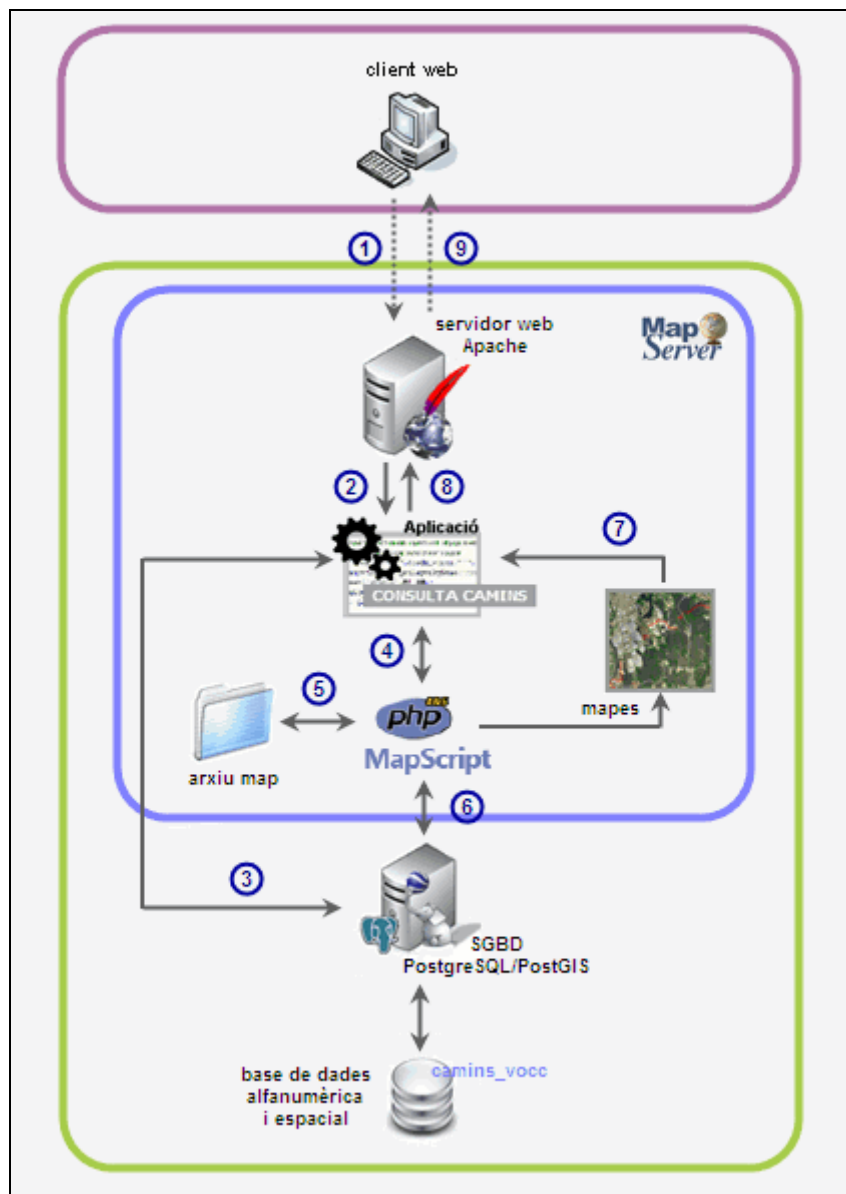 client web
1
9
servidor web
Apache
Map
Server
2
8
Aplicació
7
CONSULTA CAMINS
4
5
php
mapes
MapScript
arxiu map
6
3
SGBD
PostgreSQL/PostGIS
base de dades
alfanumèrica
i espacial
camins_vocc